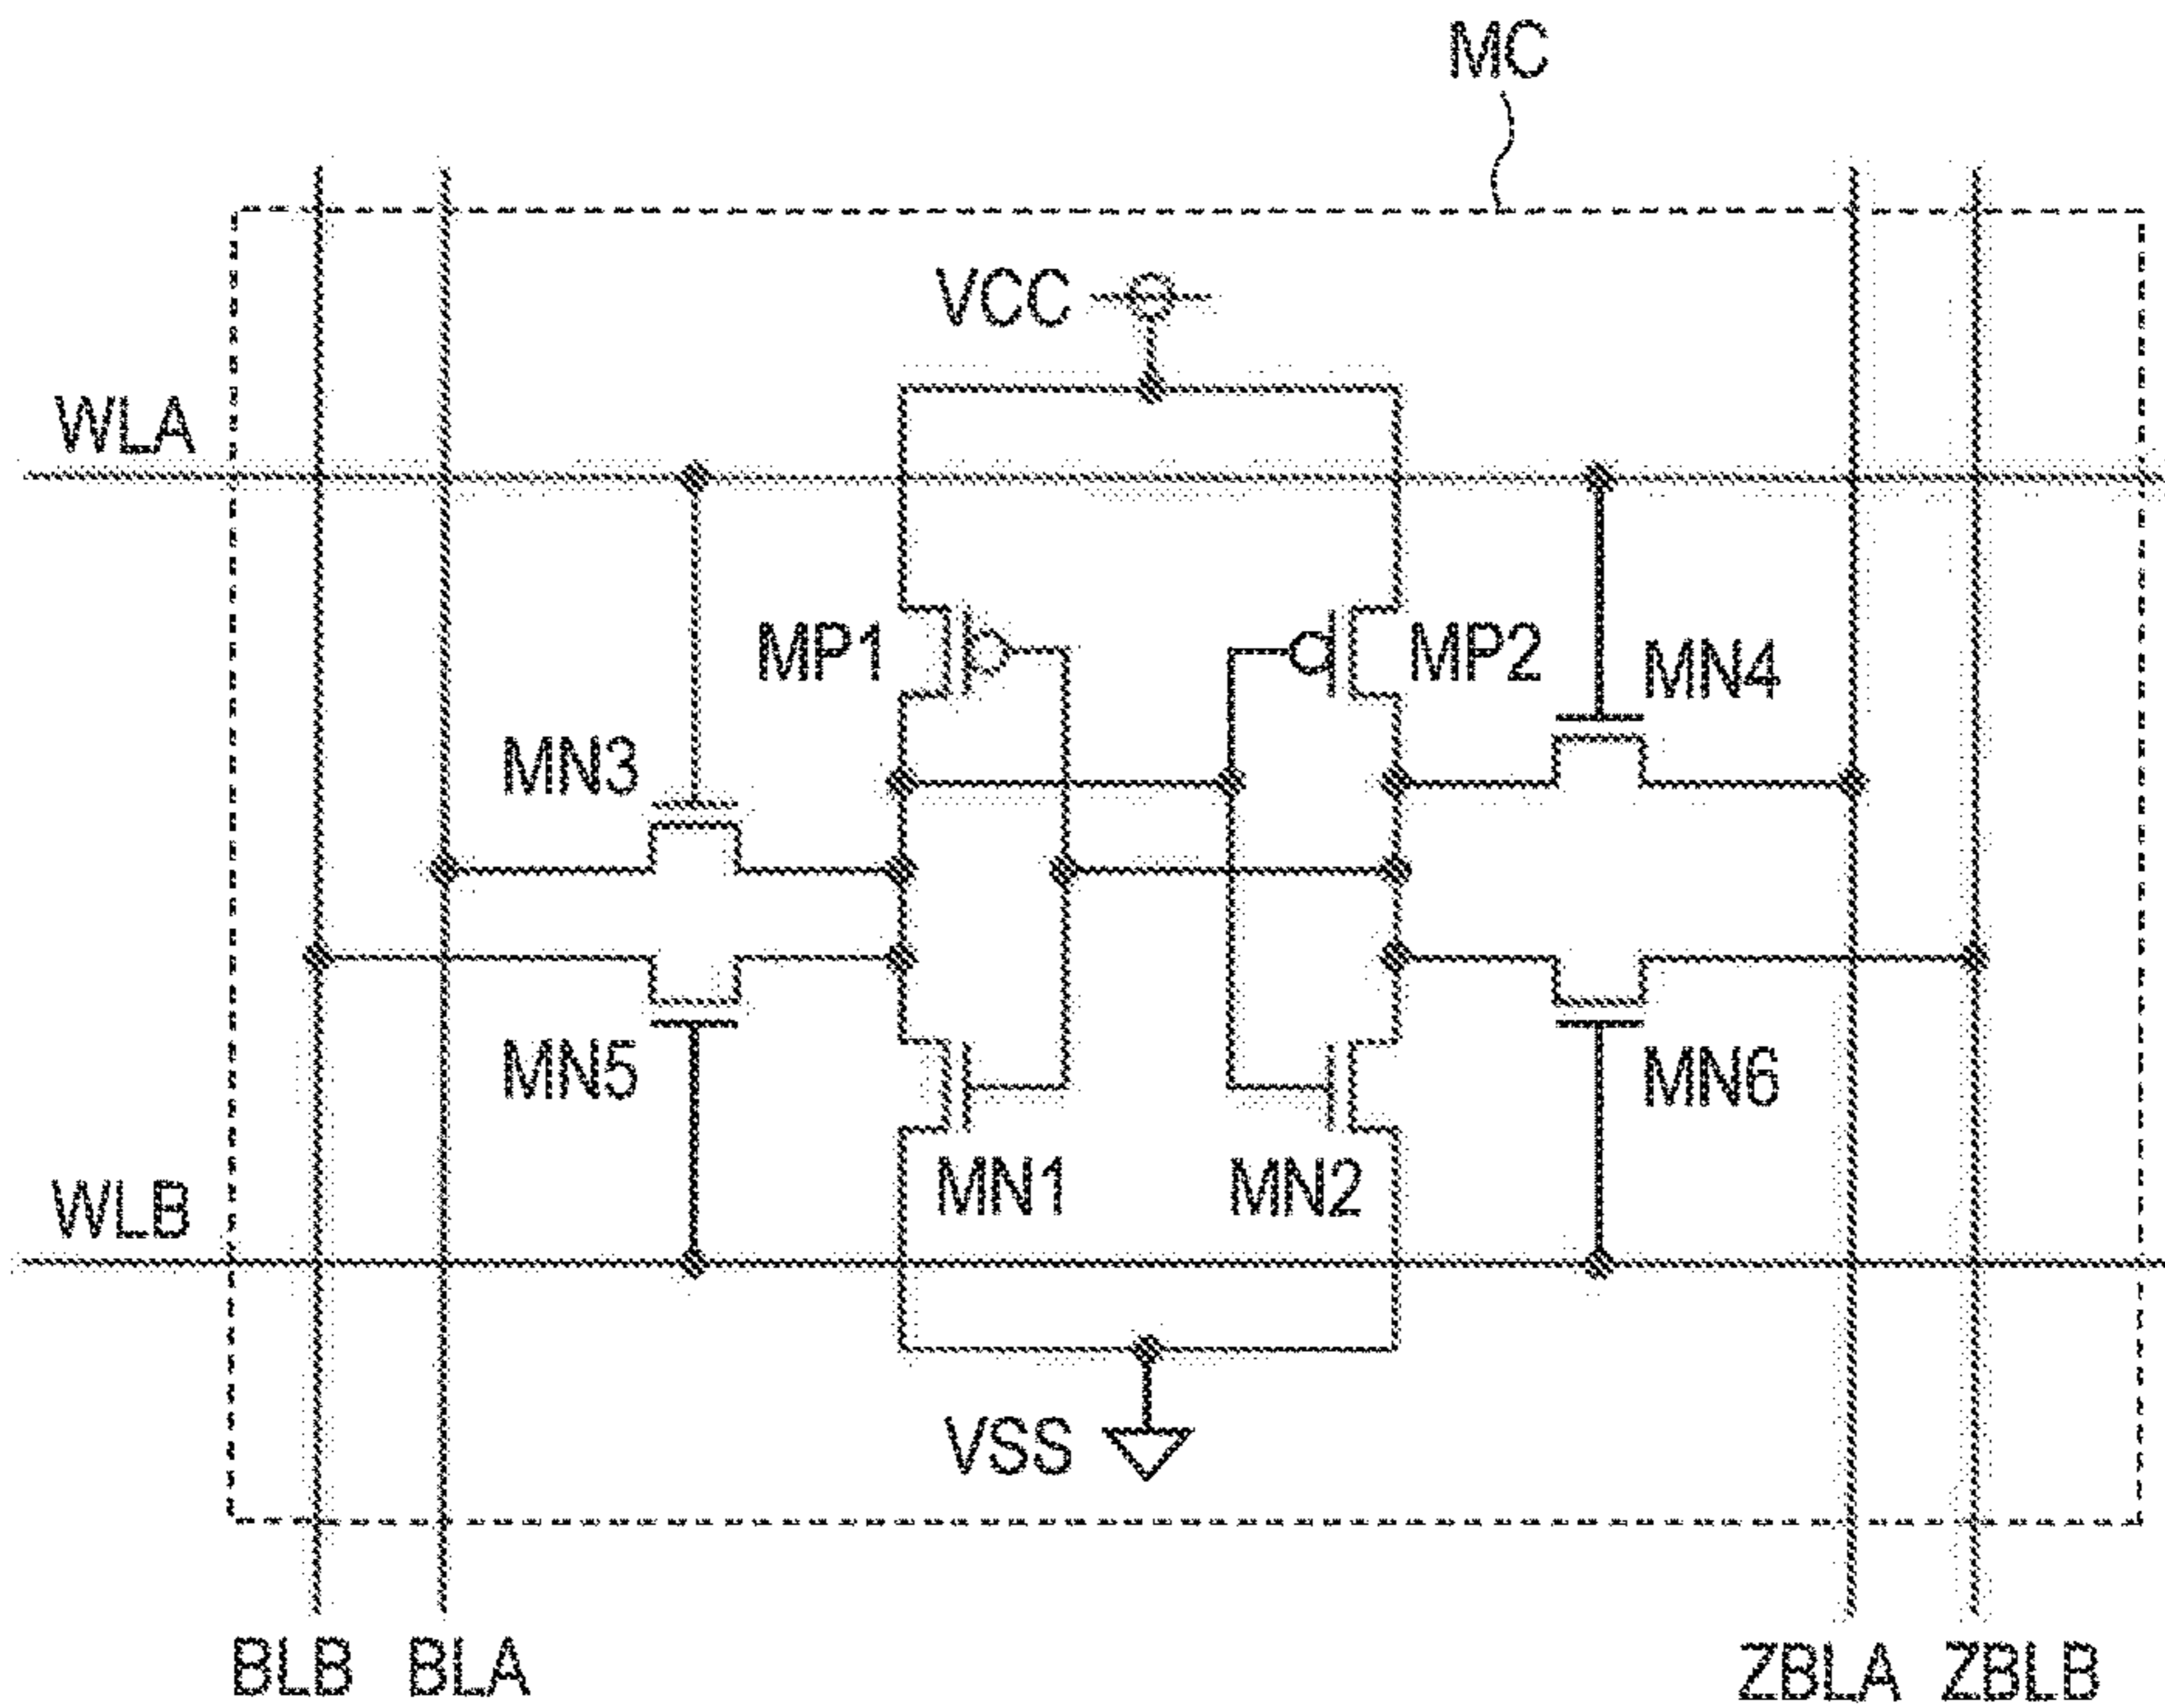 MC
VCC
WLA
MP1
MP2
MN4
MN3
MN5
MN6
MN1
MN2
WLB
VSS
BLB
BLA
ZBLA
ZBLB